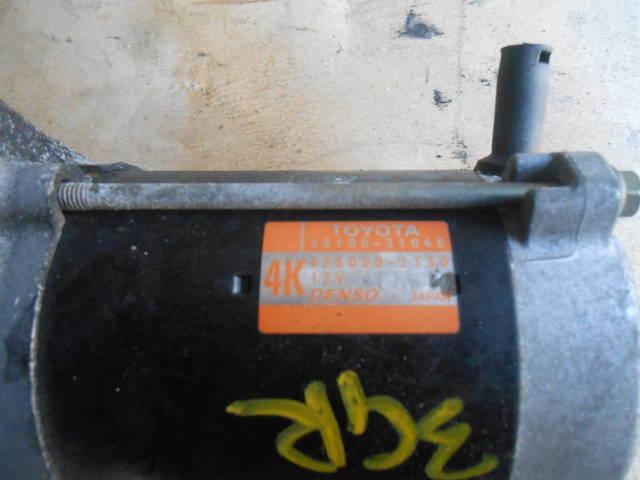 TOYOTA
28100-31060
4K
428000-2330
12V
DENSO JAPAN
3GR